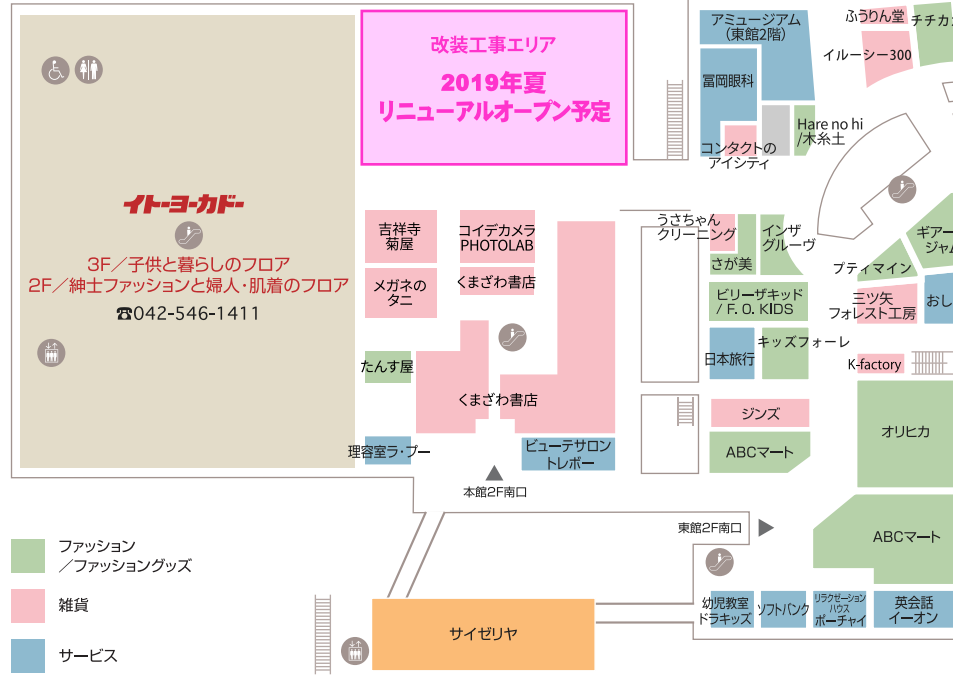 改装工事エリア
2019年夏
リニューアルオープン予定
アミュージアム
(東館2階)
ふうりん堂
チチカ
イルーシー300
冨岡眼科
Hare no hi
/木糸土
コンタクトの
アイシティ
イトーヨーカドー
3F／子供と暮らしのフロア
2F／紳士ファッションと婦人・肌着のフロア
☎042-546-1411
吉祥寺
菊屋
コイデカメラ
PHOTOLAB
メガネの
タニ
くまざわ書店
うさちゃん
クリーニング
さが美
インザ
グルーヴ
ギアー
ジャム
プティマイン
ビリーザキッド
/ F. O. KIDS
三ツ矢
フォレスト工房
おし
たんす屋
日本旅行
キッズフォーレ
K-factory
くまざわ書店
ジンズ
オリヒカ
理容室ラ・プー
ビューテサロン
トレボー
ABCマート
本館2F南口
東館2F南口
ABCマート
ファッション
／ファッショングッズ
雑貨
サービス
サイゼリヤ
幼児教室
ドラキッズ
ソフトバンク
リラクゼーション
ハウス
ポーチャイ
英会話
イーオン